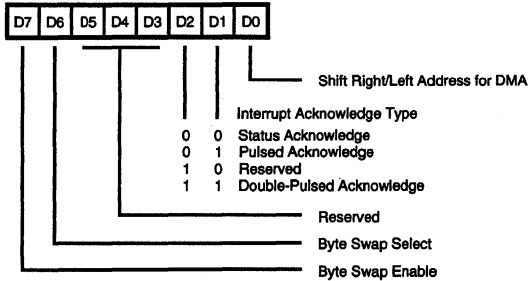 D7 D6 D5 D4 D3 D2 D1 D0
Shift Right/Left Address for DMA
Interrupt Acknowledge Type
0 0 Status Acknowledge
0 1 Pulsed Acknowledge
1 0 Reserved
1 1 Double-Pulsed Acknowledge
Reserved
Byte Swap Select
Byte Swap Enable